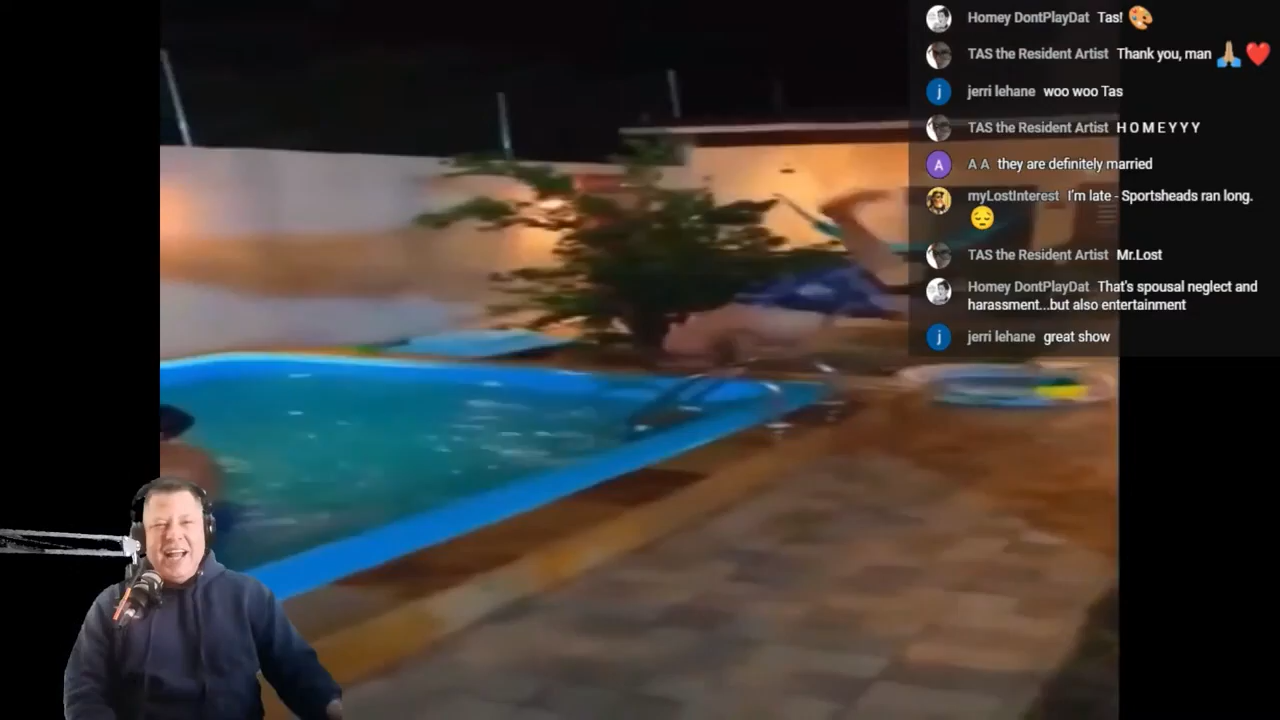 Homey DontPlayDat Tas! 🎨
TAS the Resident Artist Thank you, man 🙏🏼 ❤️
j jerri lehane woo woo Tas
TAS the Resident Artist H O M E Y Y Y
A A A they are definitely married
myLostInterest I'm late - Sportsheads ran long.
😔
TAS the Resident Artist Mr.Lost
Homey DontPlayDat That's spousal neglect and
harassment...but also entertainment
j jerri lehane great show